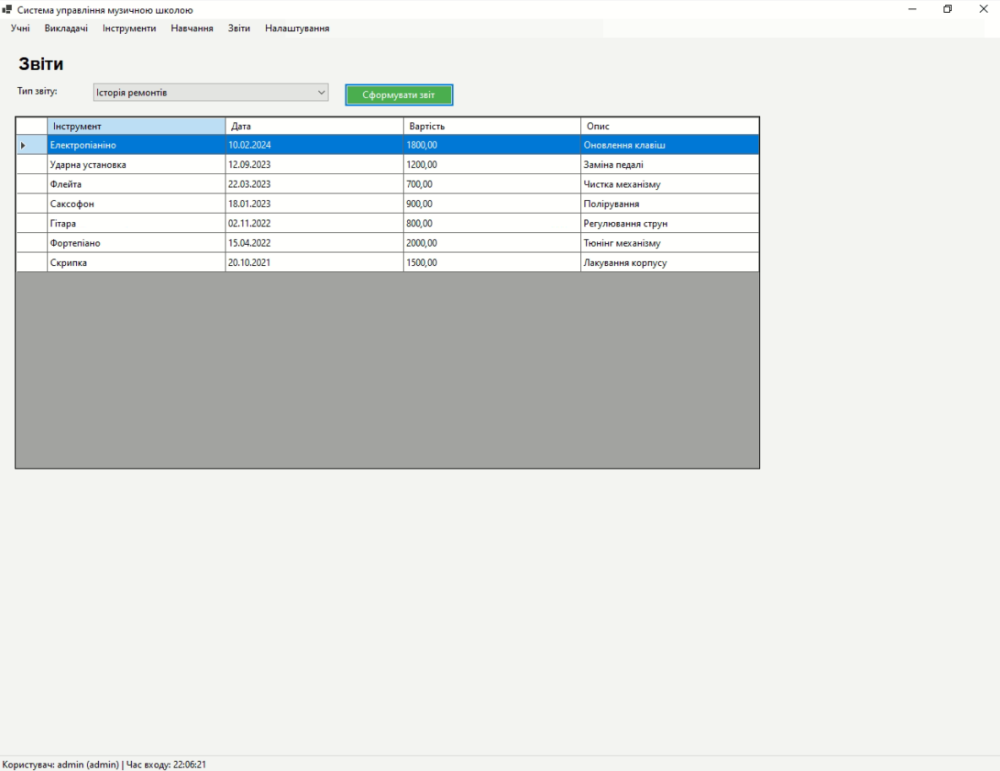 Система управління музичною школою
Учні Викладачі Інструменти Навчання Звіти Налаштування
Звіти
Тип звіту: Історія ремонтів Сформувати звіт
Інструмент Дата Вартість Опис
Електропіаніно 10.02.2024 1800,00 Оновлення клавіш
Ударна установка 12.09.2023 1200,00 Заміна педалі
Флейта 22.03.2023 700,00 Чистка механізму
Саксофон 18.01.2023 900,00 Полірування
Гітара 02.11.2022 800,00 Регулювання струн
Фортепіано 15.04.2022 2000,00 Тюнінг механізму
Скрипка 20.10.2021 1500,00 Лакування корпусу
Користувач: admin (admin) | Час входу: 22:06:21